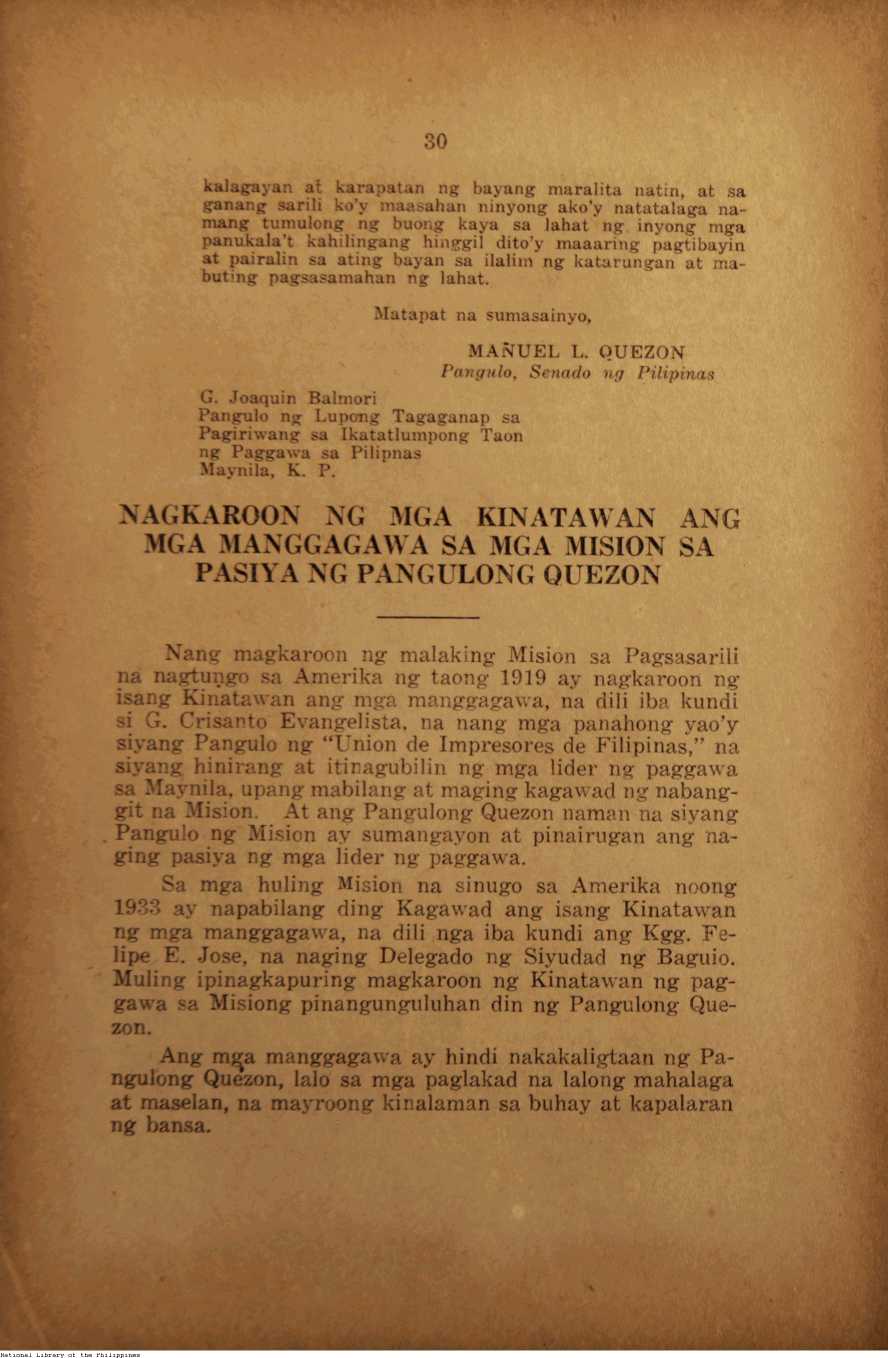 30
kalagayan at karapatan ng bayang maralita natin, at sa
ganang sarili ko'y maasahan ninyong ako'y natatalaga na-
mang tumulong ng buong kaya sa lahat ng inyong mga
panukala't kahilingang hinggil dito'y maaaring pagtibayin
at pairalin sa ating bayan sa ilalim ng katarungan at ma-
buting pagsasamahan ng lahat.
Matapat na sumasainyo,
MAÑUEL L. QUEZON
Pangulo, Senado ng Pilipinas
G. Joaquin Balmori
Pangulo ng Lupong Tagaganap sa
Pagiriwang sa Ikatatlumpong Taon
ng Paggawa sa Pilipnas
Maynila, K. P.
NAGKAROON NG MGA KINATAWAN ANG
MGA MANGGAGAWA SA MGA MISION SA
PASIYA NG PANGULONG QUEZON
Nang magkaroon ng malaking Mision sa Pagsasarili
na nagtungo sa Amerika ng taong 1919 ay nagkaroon ng
isang Kinatawan ang mga manggagawa, na dili iba kundi
si G. Crisanto Evangelista, na nang mga panahong yao'y
siyang Pangulo ng "Union de Impresores de Filipinas," na
siyang hinirang at itinagubilin ng mga lider ng paggawa
sa Maynila, upang mabilang at maging kagawad ng nabang-
git na Mision. At ang Pangulong Quezon naman na siyang
Pangulo ng Mision ay sumangayon at pinairugan ang na-
ging pasiya ng mga lider ng paggawa.
Sa mga huling Mision na sinugo sa Amerika noong
1933 ay napabilang ding Kagawad ang isang Kinatawan
ng mga manggagawa, na dili nga iba kundi ang Kgg. Fe-
lipe E. Jose, na naging Delegado ng Siyudad ng Baguio.
Muling ipinagkapuring magkaroon ng Kinatawan ng pag-
gawa sa Misiong pinangunguluhan din ng Pangulong Que-
zon.
Ang mga manggagawa ay hindi nakakaligtaan ng Pa-
ngulong Quezon, lalo sa mga paglakad na lalong mahalaga
at maselan, na mayroong kinalaman sa buhay at kapalaran
ng bansa.
National Library of the Philippines